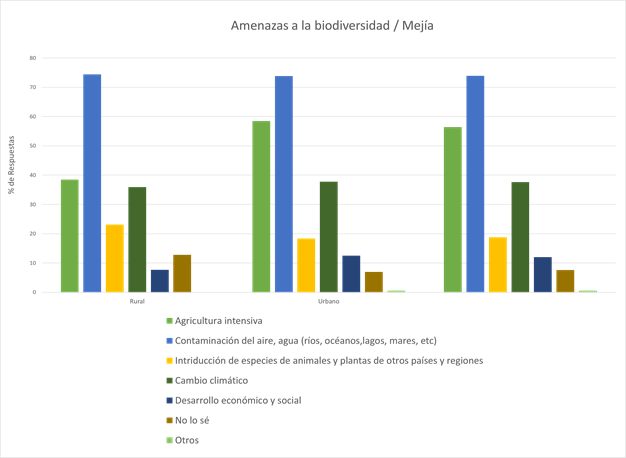 Amenazas a la biodiversidad / Mejía
% de Respuestas
80
70
60
50
40
30
20
10
0
Rural
Urbano
Agricultura intensiva
Contaminación del aire, agua (ríos, océanos,lagos, mares, etc)
Intriducción de especies de animales y plantas de otros países y regiones
Cambio climático
Desarrollo económico y social
No lo sé
Otros